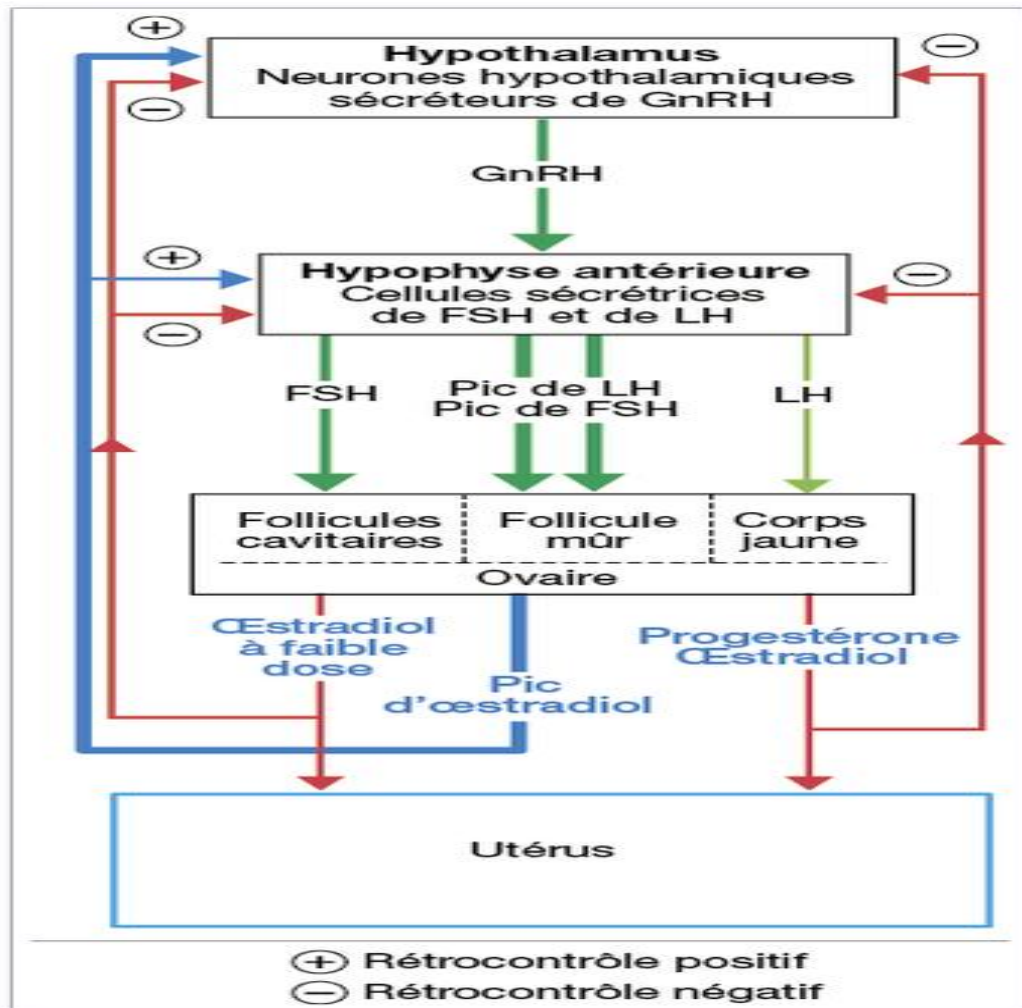 +
Hypothalamus
Neurones hypothalamiques
sécréteurs de GnRH
−
−
GnRH
+
Hypophyse antérieure
Cellules sécrétrices
de FSH et de LH
−
−
FSH
Pic de LH
Pic de FSH
LH
Follicules
cavitaires
Follicule
mûr
Corps
jaune
Ovaire
Œstradiol
à faible
dose
Pic
d'œstradiol
Progestérone
Œstradiol
Utérus
+ Rétrocontrôle positif
− Rétrocontrôle négatif